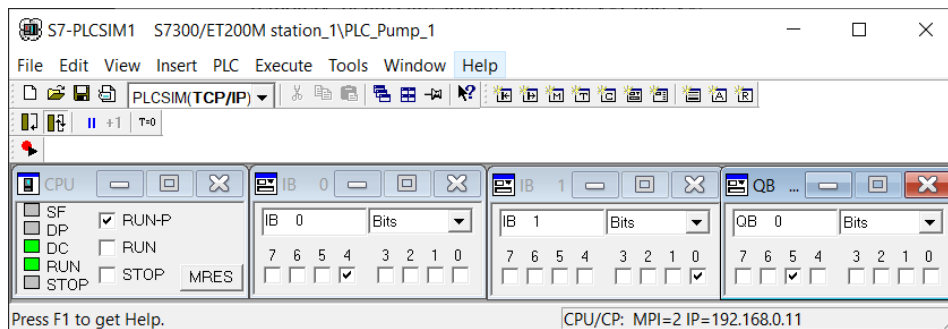 S7-PLCSIM1 S7300/ET200M station_1\PLC_Pump_1
File Edit View Insert PLC Execute Tools Window Help
PLCSIM(TCP/IP)
+1 T=0
CPU
SF
DP
DC
RUN
STOP
RUN-P
RUN
STOP
MRES
IB 0
IB 0 Bits
7 6 5 4 3 2 1 0
IB 1
IB 1 Bits
7 6 5 4 3 2 1 0
QB ...
QB 0 Bits
7 6 5 4 3 2 1 0
Press F1 to get Help.
CPU/CP: MPI=2 IP=192.168.0.11